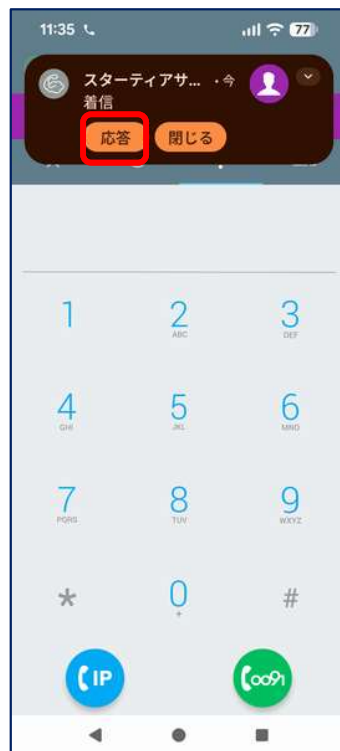 11:35 77
スターティアサ... ・今
着信
応答 閉じる
1 2 3
ABC DEF
4 5 6
GHI JKL MNO
7 8 9
PQRS TUV WXYZ
* 0 #
+
IP 0091